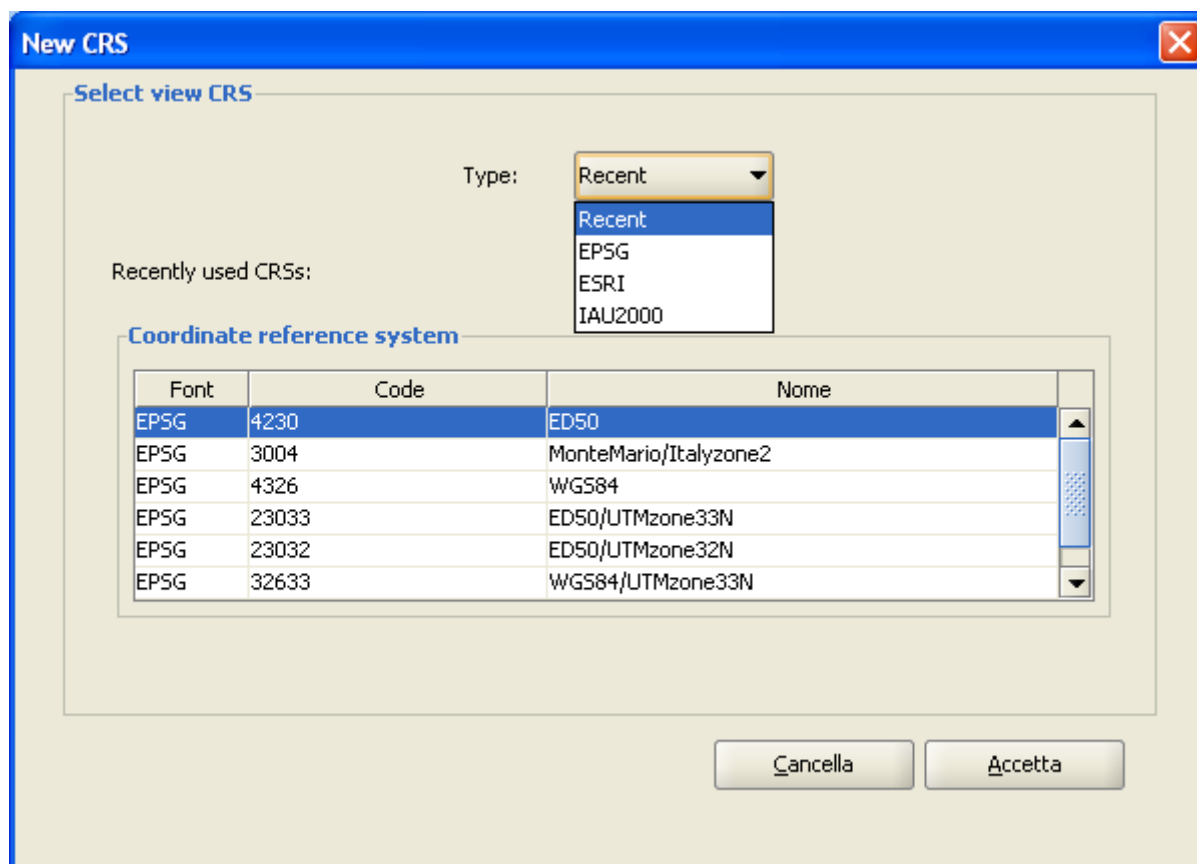 New CRS
Select view CRS
Type: Recent
Recent
EPSG
ESRI
IAU2000
Recently used CRSs:
Coordinate reference system
Font Code Nome
EPSG 4230 ED50
EPSG 3004 MonteMario/Italyzone2
EPSG 4326 WGS84
EPSG 23033 ED50/UTMzone33N
EPSG 23032 ED50/UTMzone32N
EPSG 32633 WGS84/UTMzone33N
Cancella Accetta